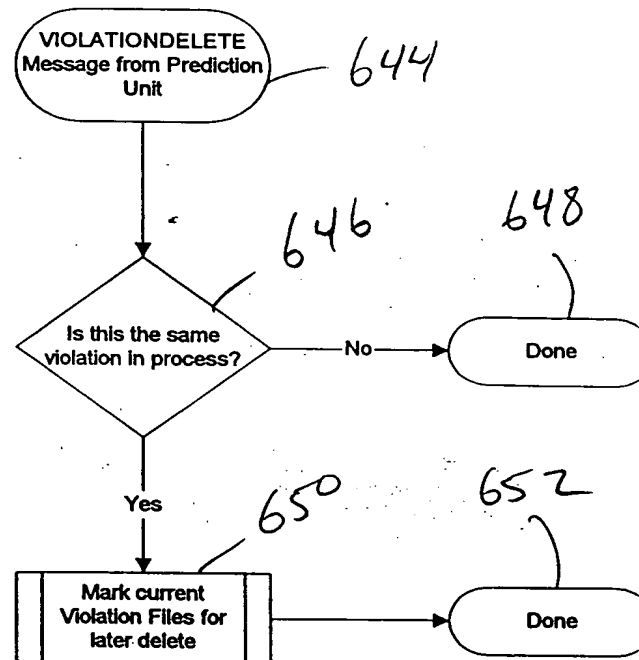 VIOLATIONDELETE
Message from Prediction
Unit
644
646
648
Is this the same
violation in process?
No
Done
Yes
650
652
Mark current
Violation Files for
later delete
Done